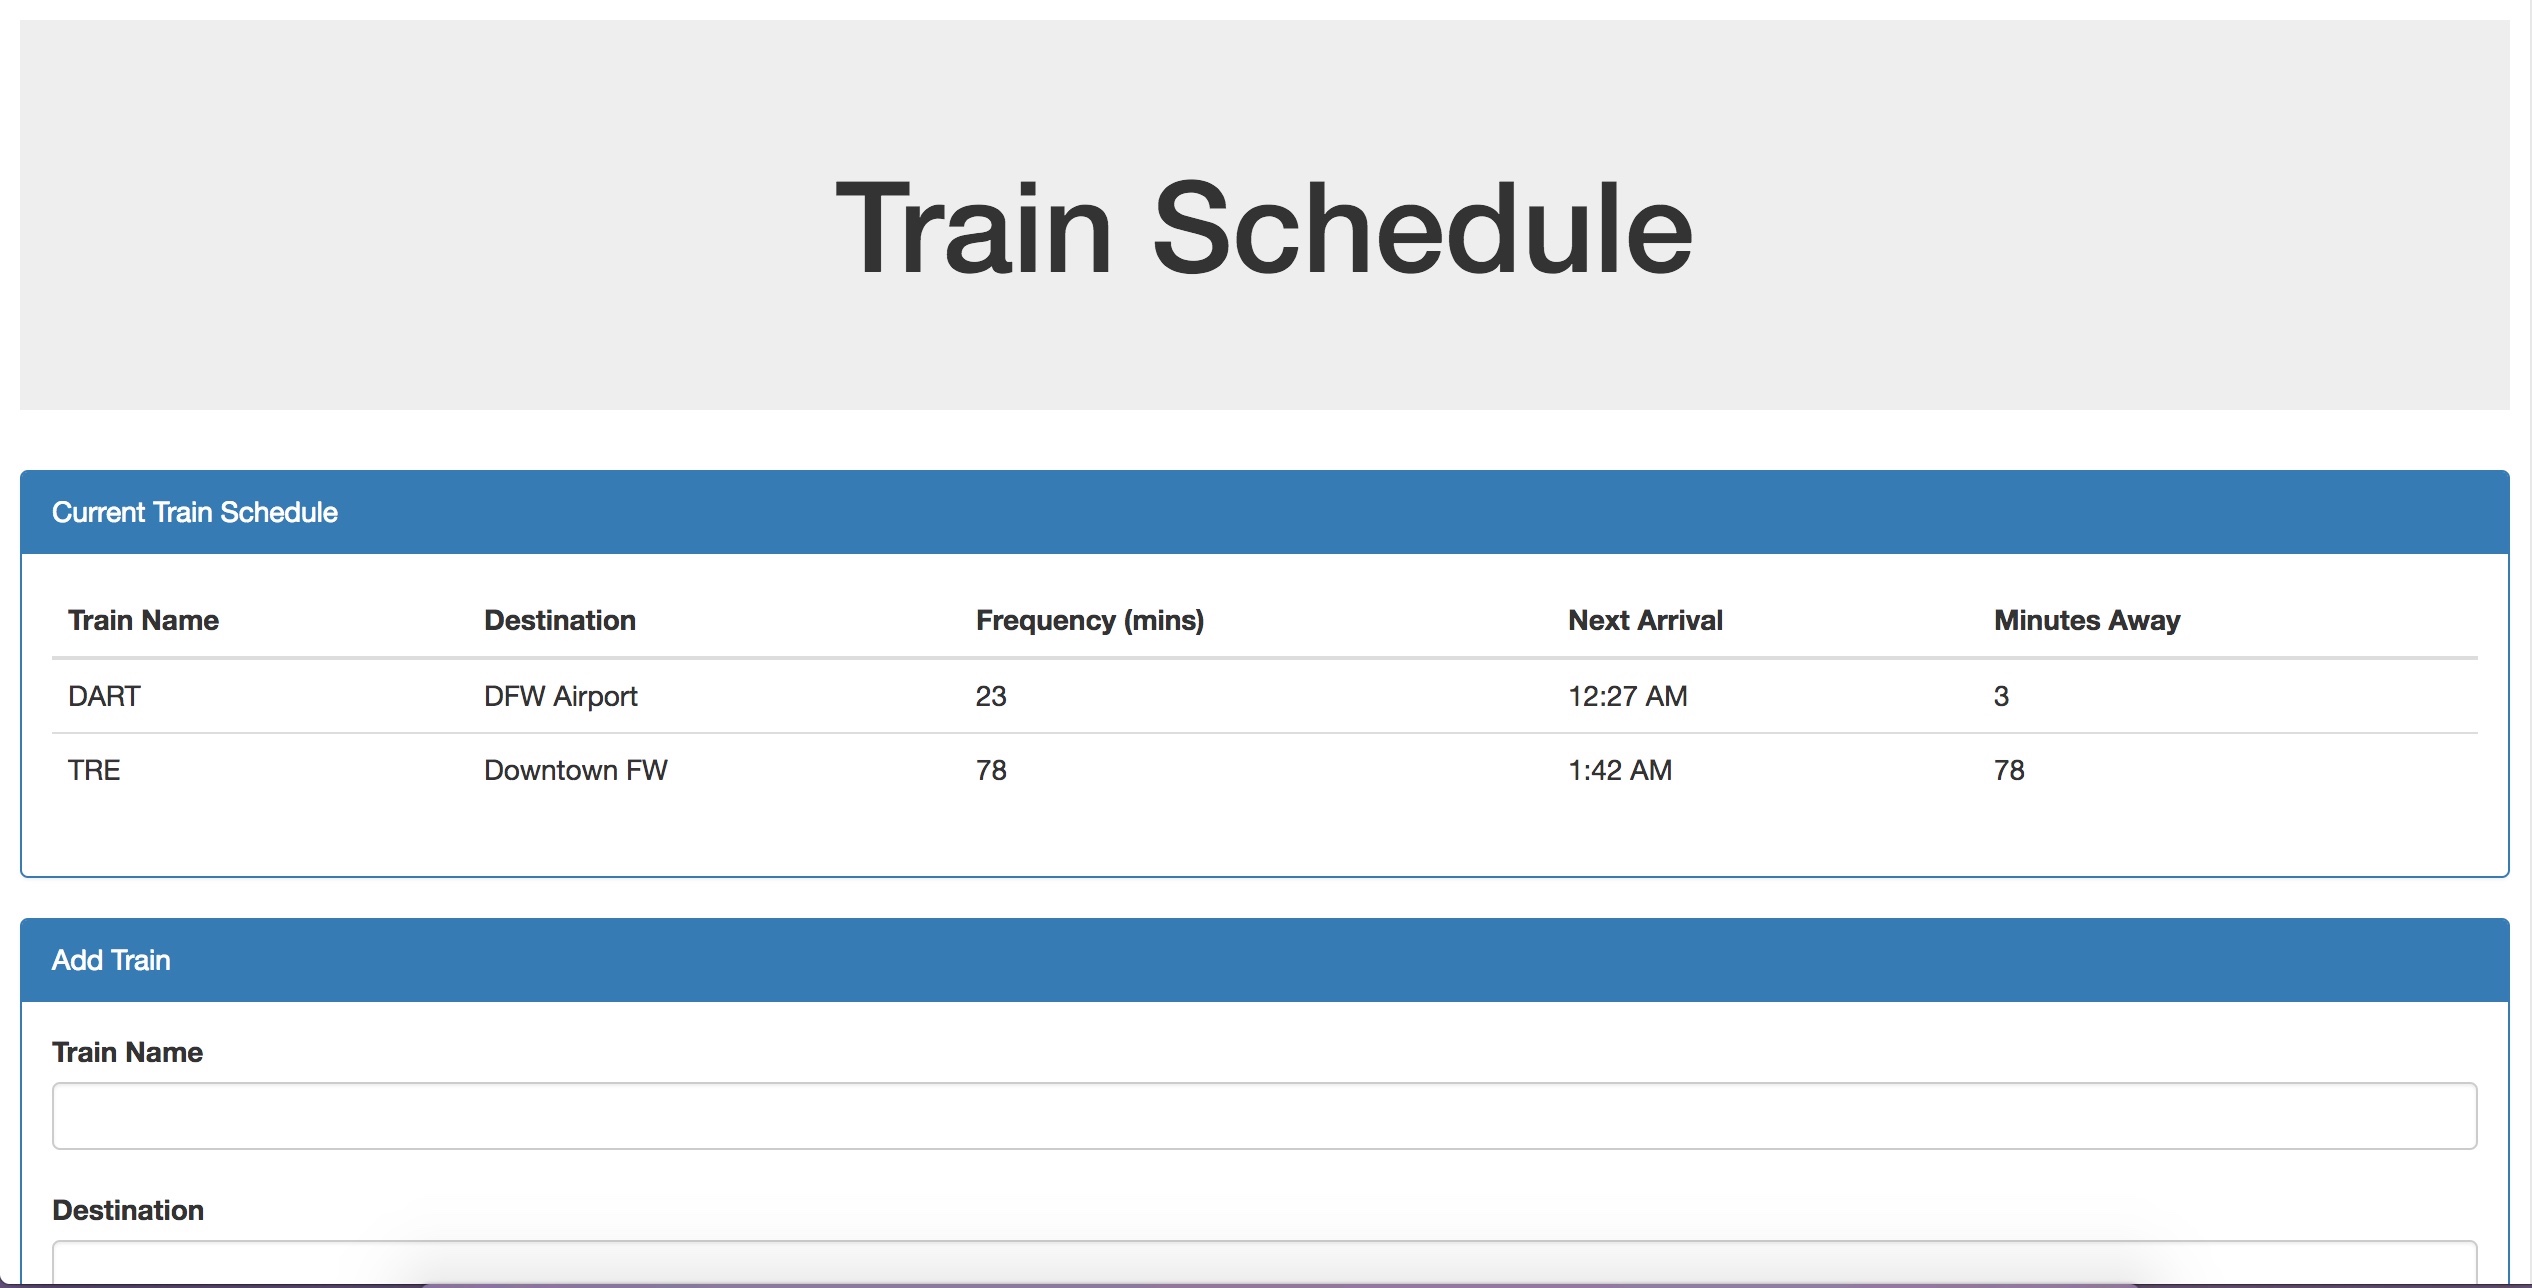 Train Schedule
Current Train Schedule
Train Name Destination Frequency (mins) Next Arrival Minutes Away
DART DFW Airport 23 12:27 AM 3
TRE Downtown FW 78 1:42 AM 78
Add Train
Train Name
Destination